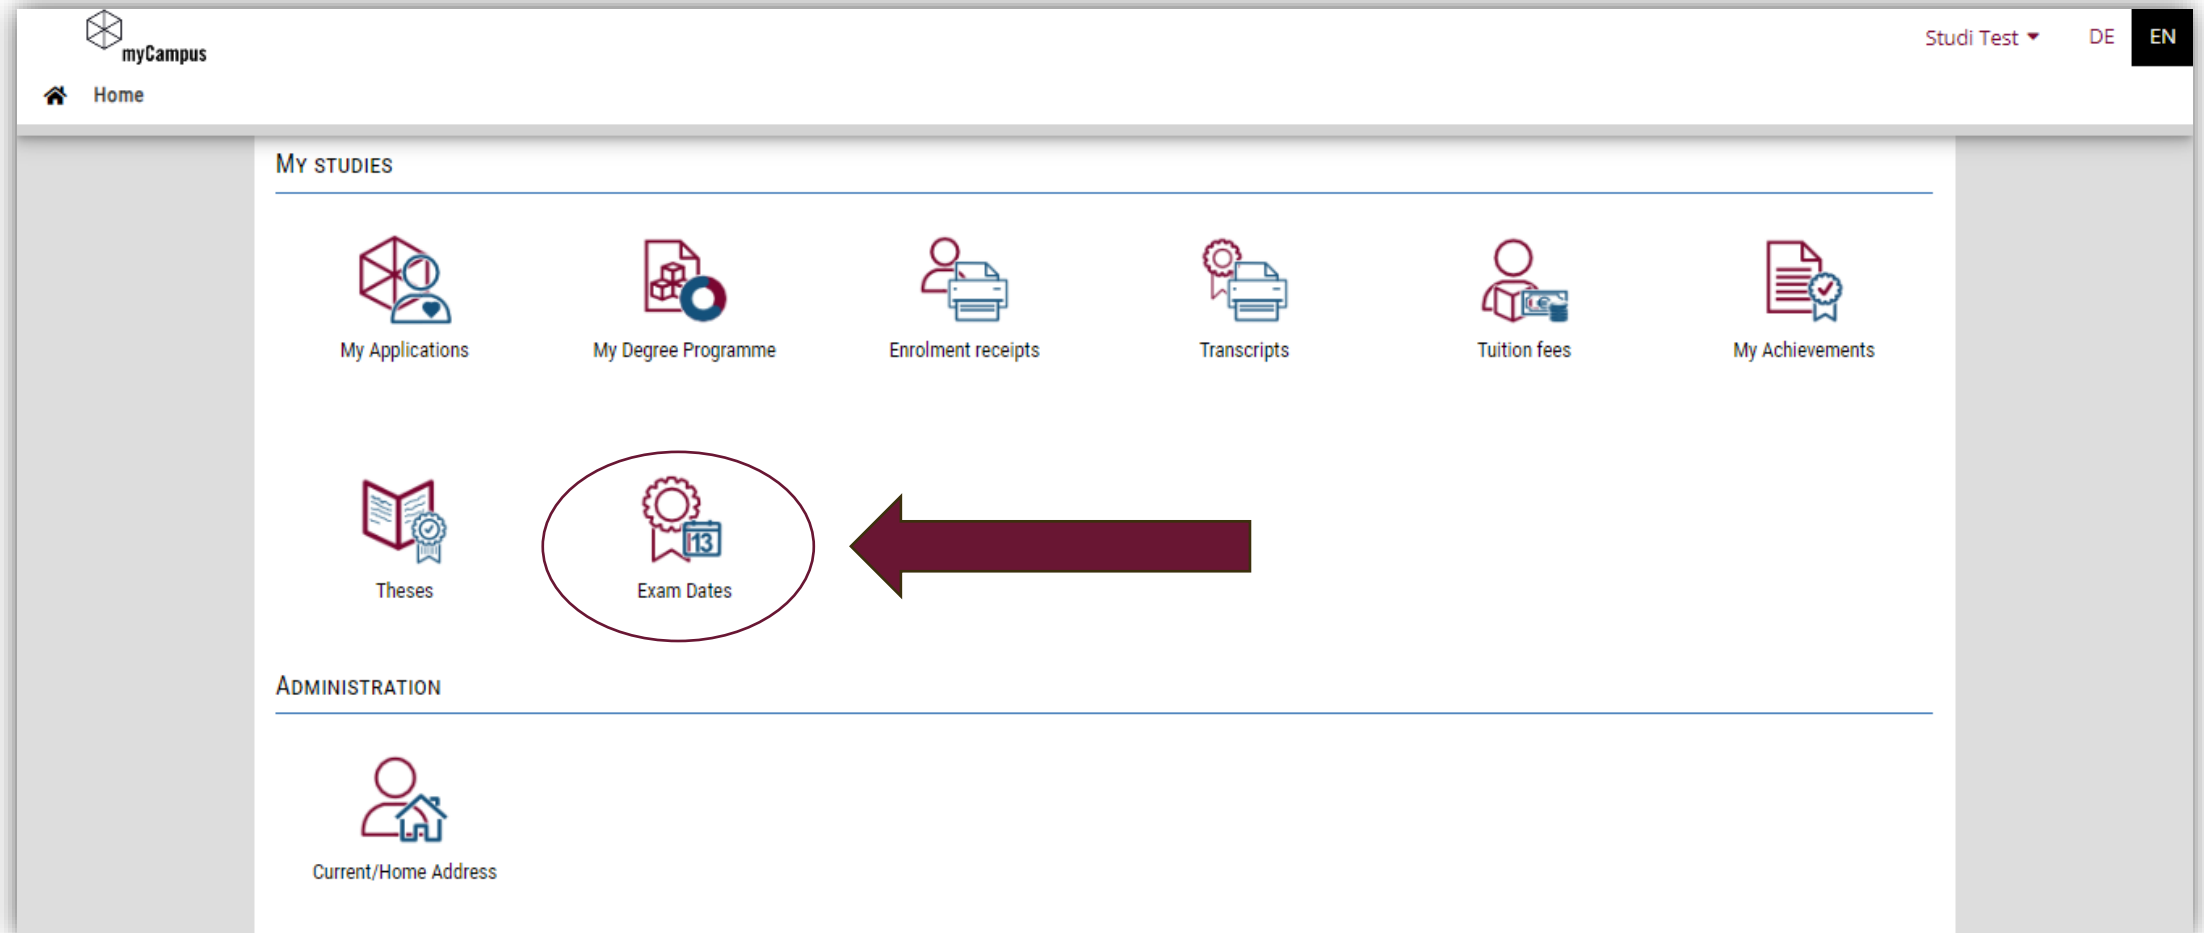 myCampus
Studi Test DE EN
Home
MY STUDIES
My Applications My Degree Programme Enrolment receipts Transcripts Tuition fees My Achievements
13
Theses Exam Dates
ADMINISTRATION
Current/Home Address